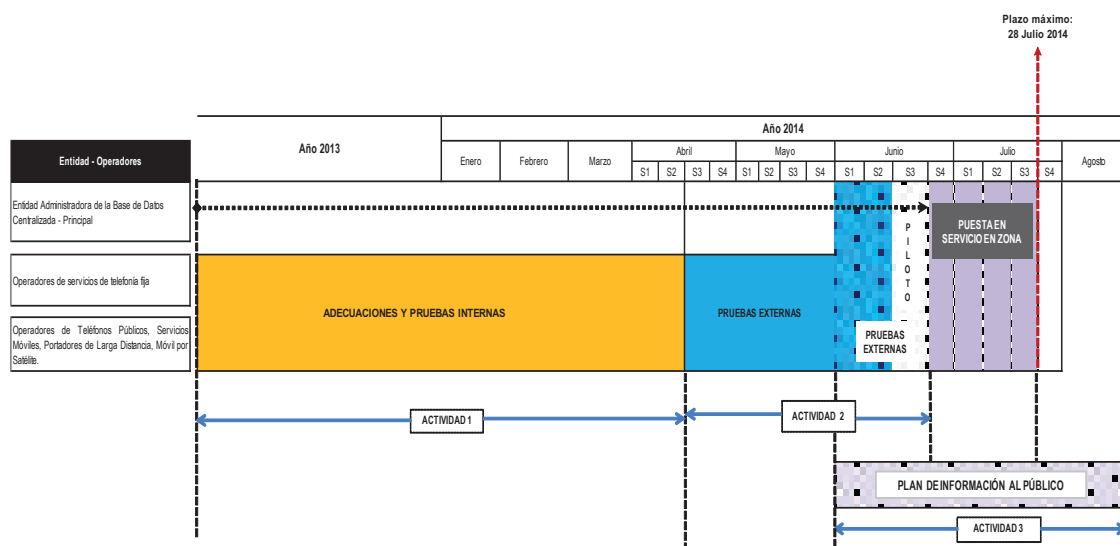 Plazo máximo:
28 Julio 2014
Año 2014
Año 2013
Entidad - Operadores
Enero
Febrero
Marzo
Abril
Mayo
Junio
Julio
Agosto
S1 S2 S3 S4 S1 S2 S3 S4 S1 S2 S3 S4 S1 S2 S3 S4
Entidad Administradora de la Base de Datos
Centralizada - Principal
PILOTO
PUESTA EN
SERVICIO EN ZONA
Operadores de servicios de telefonía fija
ADECUACIONES Y PRUEBAS INTERNAS
PRUEBAS EXTERNAS
Operadores de Teléfonos Públicos, Servicios
Móviles, Portadores de Larga Distancia, Móvil por
Satélite.
PRUEBAS
EXTERNAS
ACTIVIDAD 1
ACTIVIDAD 2
PLAN DE INFORMACIÓN AL PÚBLICO
ACTIVIDAD 3